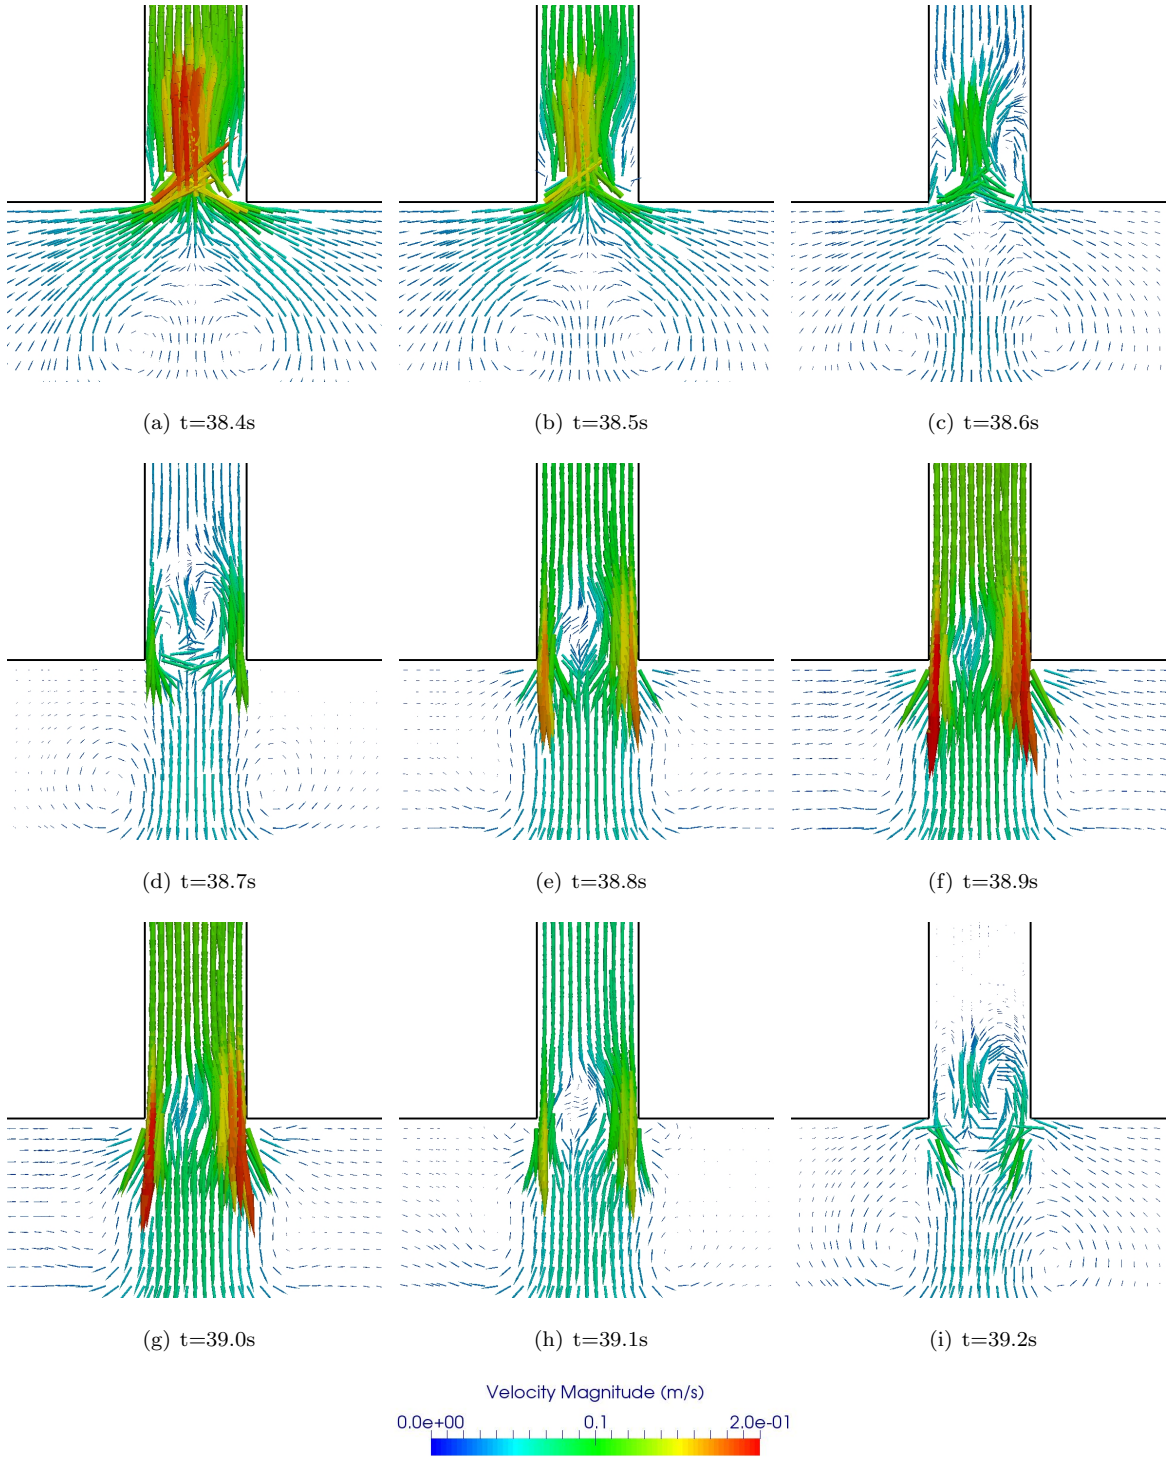 (a) t=38.4s
(b) t=38.5s
(c) t=38.6s
(d) t=38.7s
(e) t=38.8s
(f) t=38.9s
(g) t=39.0s
(h) t=39.1s
(i) t=39.2s
Velocity Magnitude (m/s)
0.0e+00 0.1 2.0e-01